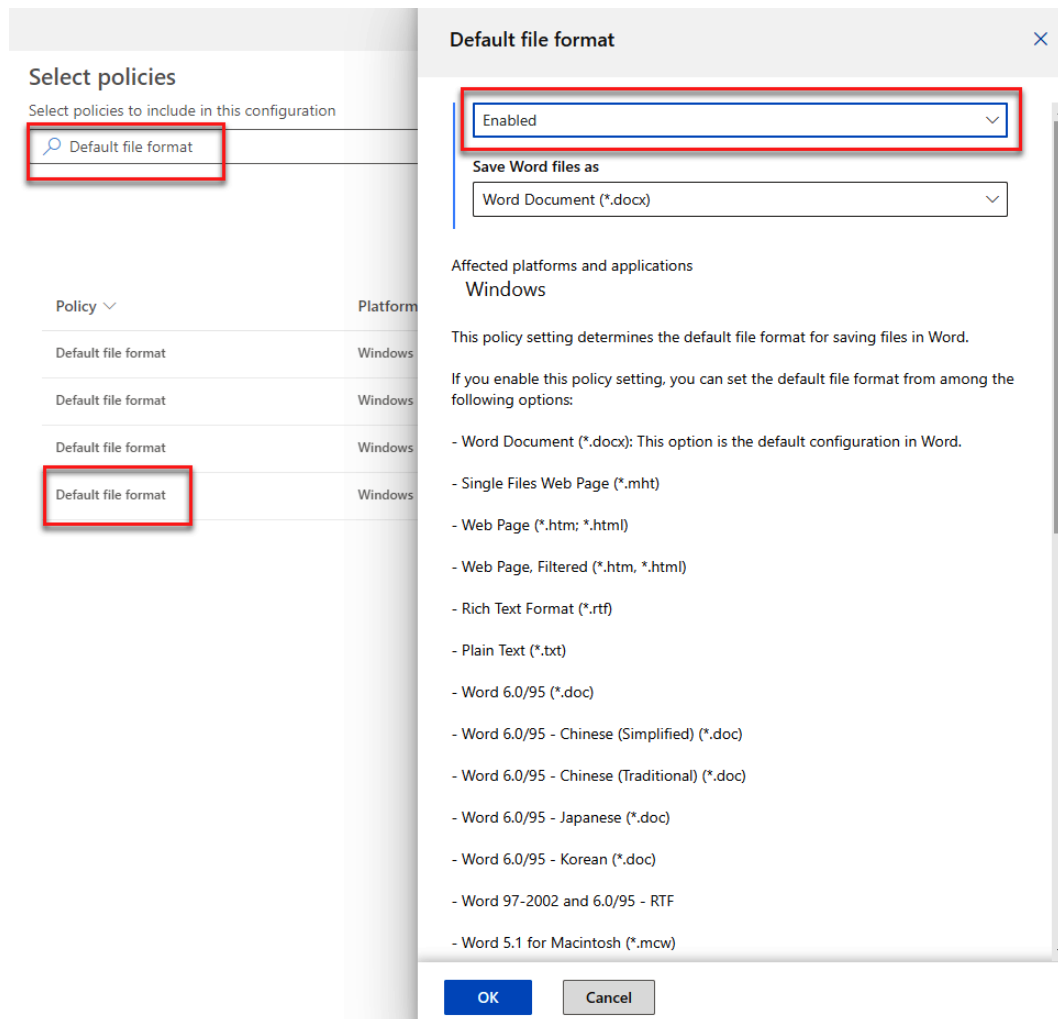 Select policies
Select policies to include in this configuration
Default file format
Policy
Platform
Default file format
Windows
Default file format
Windows
Default file format
Windows
Default file format
Windows
Default file format
Enabled
Save Word files as
Word Document (*.docx)
Affected platforms and applications
Windows
This policy setting determines the default file format for saving files in Word.
If you enable this policy setting, you can set the default file format from among the
following options:
- Word Document (*.docx): This option is the default configuration in Word.
- Single Files Web Page (*.mht)
- Web Page (*.htm; *.html)
- Web Page, Filtered (*.htm, *.html)
- Rich Text Format (*.rtf)
- Plain Text (*.txt)
- Word 6.0/95 (*.doc)
- Word 6.0/95 - Chinese (Simplified) (*.doc)
- Word 6.0/95 - Chinese (Traditional) (*.doc)
- Word 6.0/95 - Japanese (*.doc)
- Word 6.0/95 - Korean (*.doc)
- Word 97-2002 and 6.0/95 - RTF
- Word 5.1 for Macintosh (*.mcw)
OK
Cancel